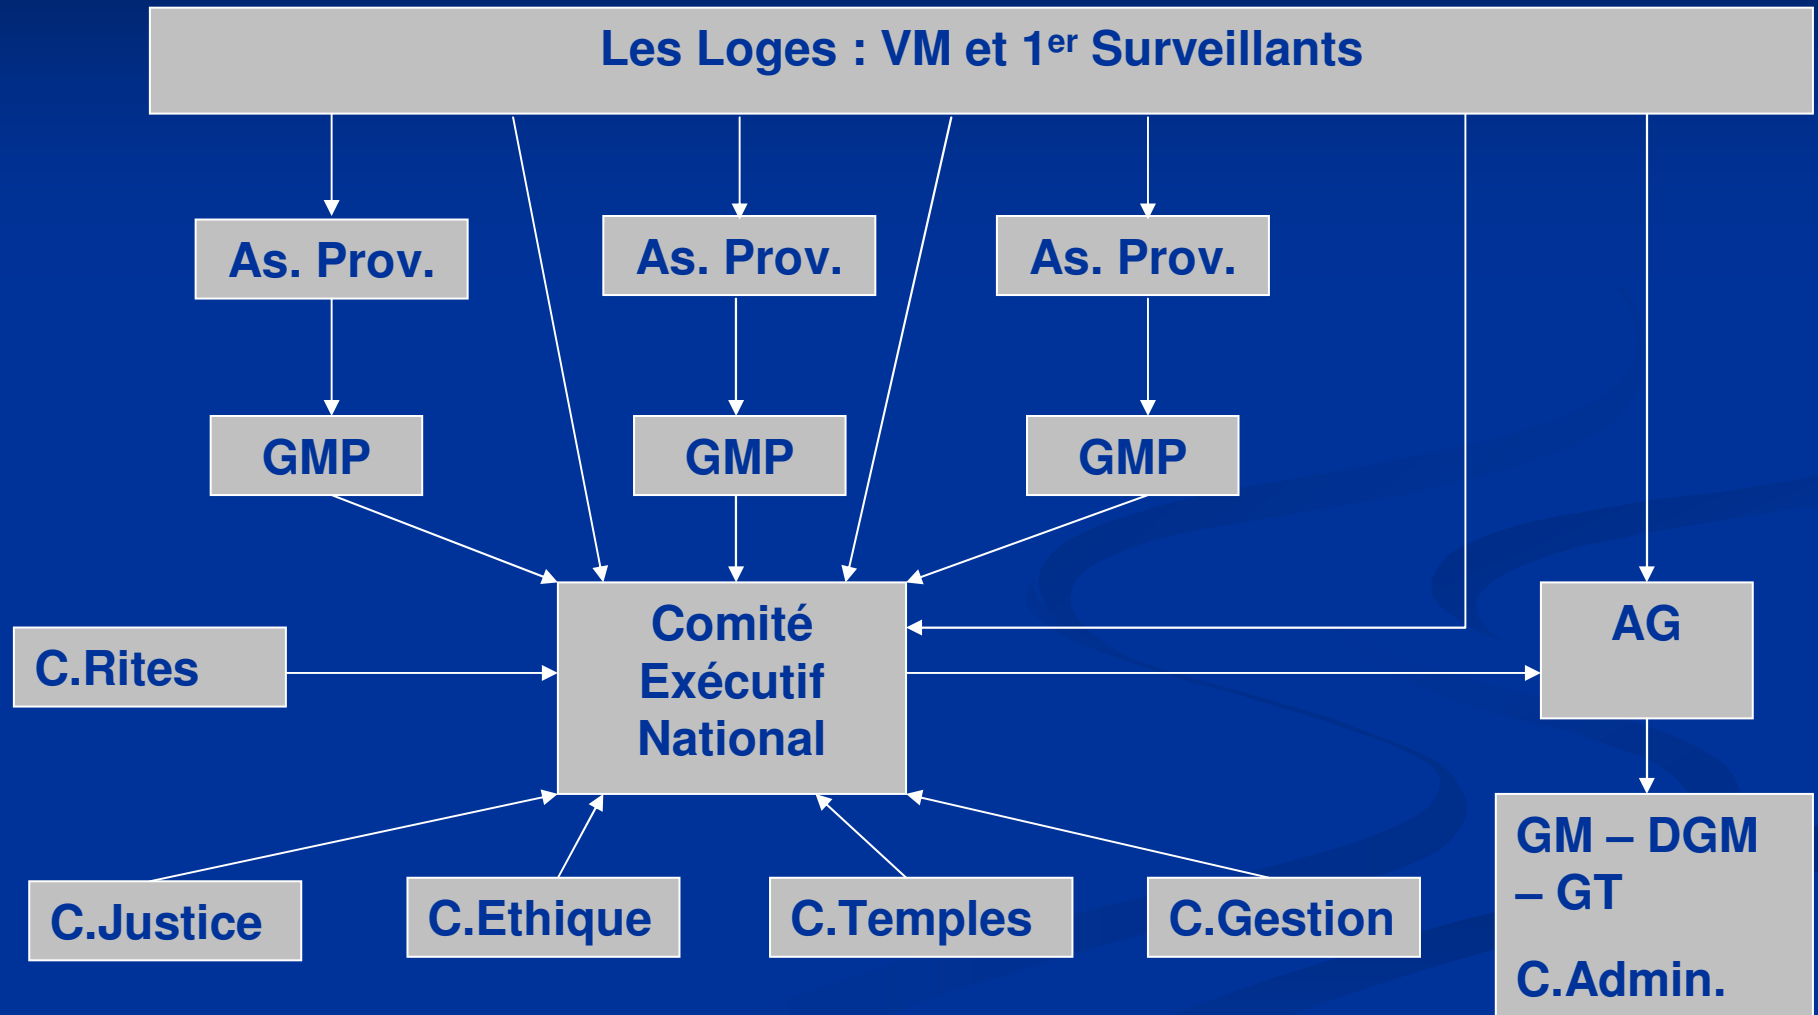 Les Loges : VM et 1er Surveillants
As. Prov.
As. Prov.
As. Prov.
GMP
GMP
GMP
Comité
Exécutif
National
AG
C.Rites
GM – DGM
– GT
C.Admin.
C.Justice
C.Ethique
C.Temples
C.Gestion